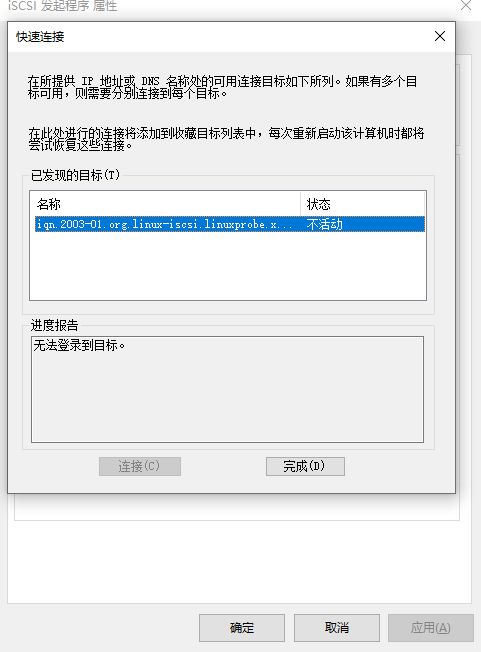 iSCSI 发起程序 属性
快速连接
在所提供 IP 地址或 DNS 名称处的可用连接目标如下所列。如果有多个目
标可用，则需要分别连接到每个目标。
在此处进行的连接将添加到收藏目标列表中，每次重新启动该计算机时都将
尝试恢复这些连接。
已发现的目标(T)
名称 状态
iqn.2003-01.org.linux-iscsi.linuxprobe.x... 不活动
进度报告
无法登录到目标。
连接(C) 完成(D)
确定 取消 应用(A)